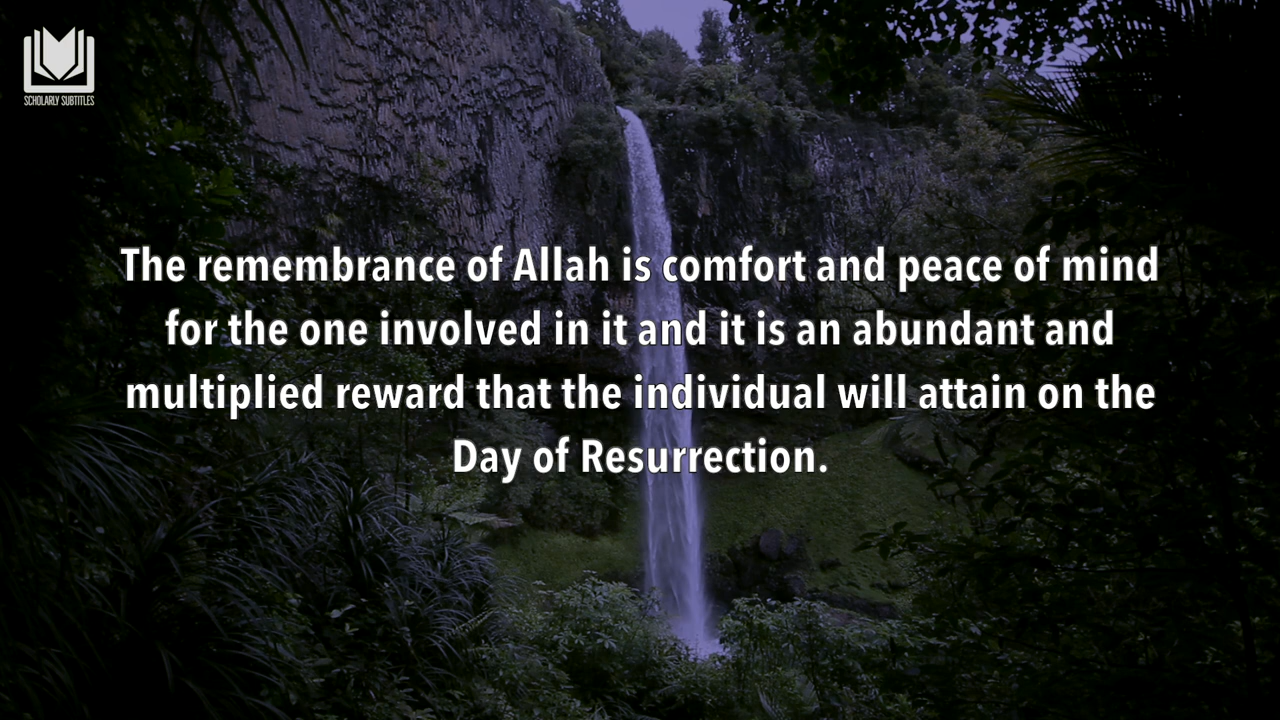 SCHOLARLY SUBTITLES
The remembrance of Allah is comfort and peace of mind
for the one involved in it and it is an abundant and
multiplied reward that the individual will attain on the
Day of Resurrection.